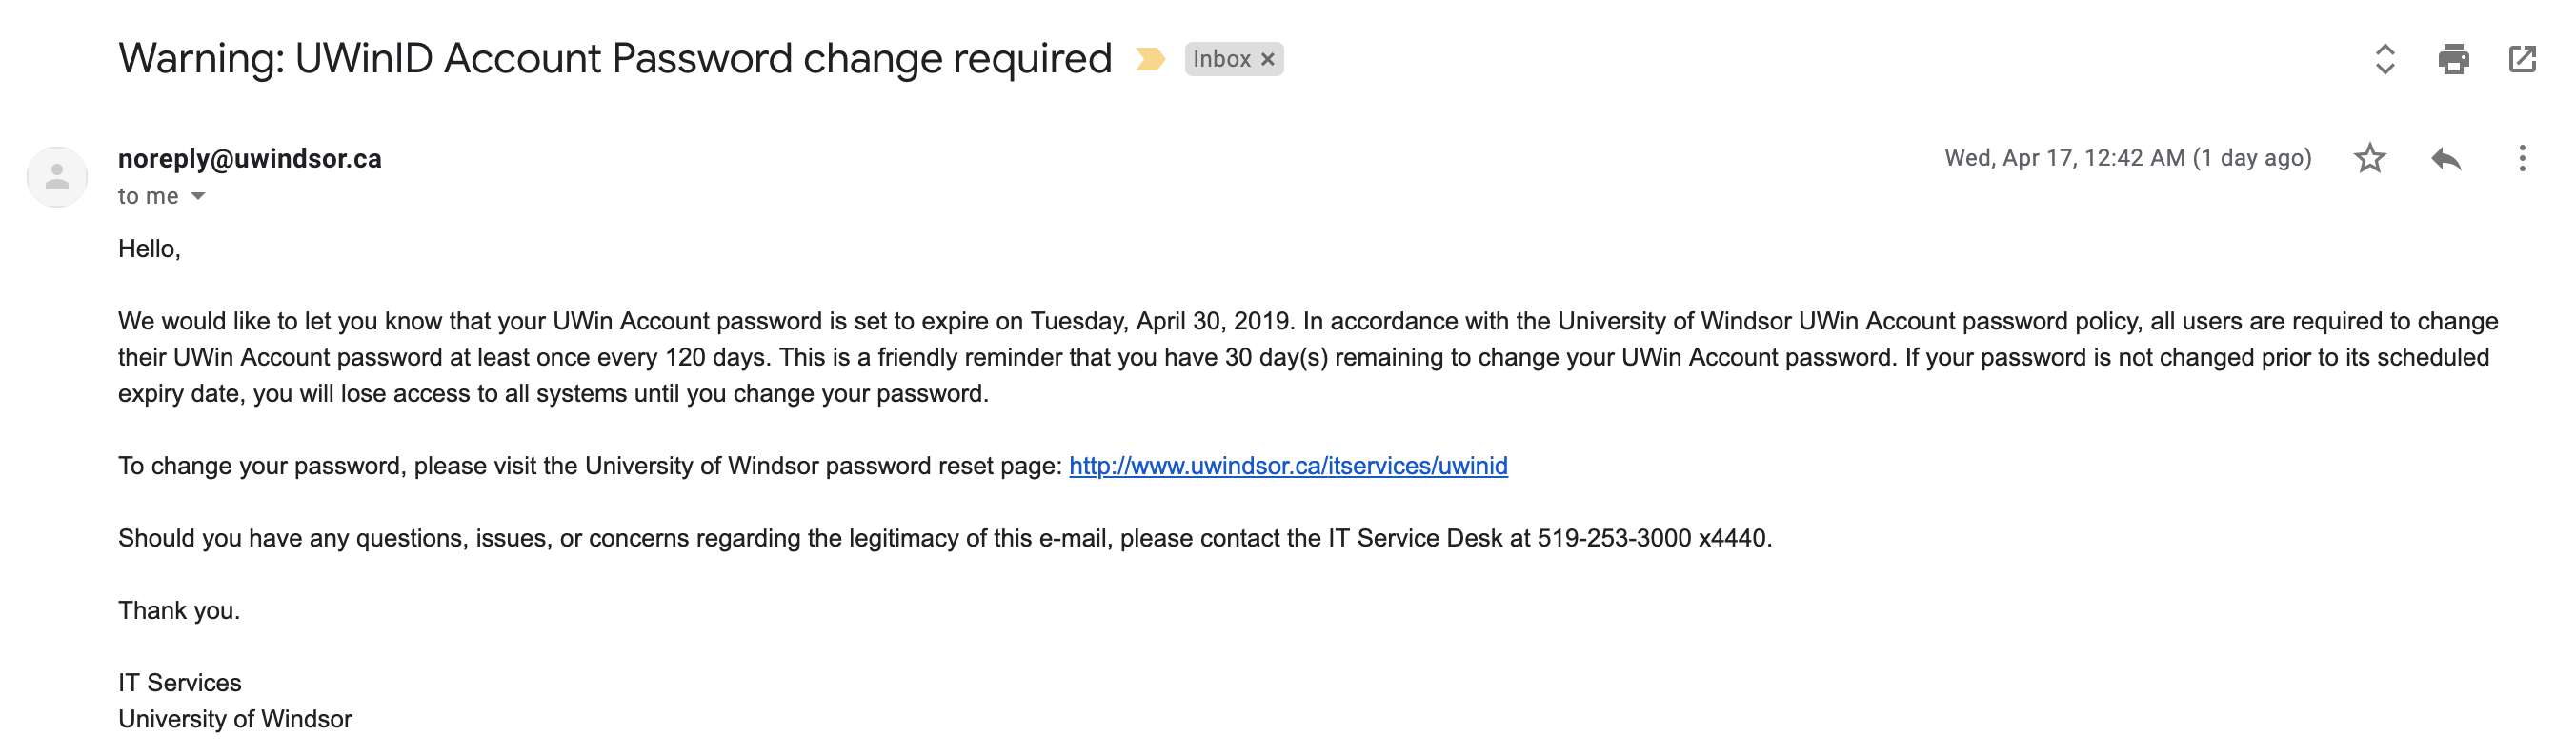 Warning: UWinID Account Password change required Inbox ×
noreply@uwindsor.ca Wed, Apr 17, 12:42 AM (1 day ago)
to me
Hello,
We would like to let you know that your UWin Account password is set to expire on Tuesday, April 30, 2019. In accordance with the University of Windsor UWin Account password policy, all users are required to change
their UWin Account password at least once every 120 days. This is a friendly reminder that you have 30 day(s) remaining to change your UWin Account password. If your password is not changed prior to its scheduled
expiry date, you will lose access to all systems until you change your password.
To change your password, please visit the University of Windsor password reset page: http://www.uwindsor.ca/itservices/uwinid
Should you have any questions, issues, or concerns regarding the legitimacy of this e-mail, please contact the IT Service Desk at 519-253-3000 x4440.
Thank you.
IT Services
University of Windsor